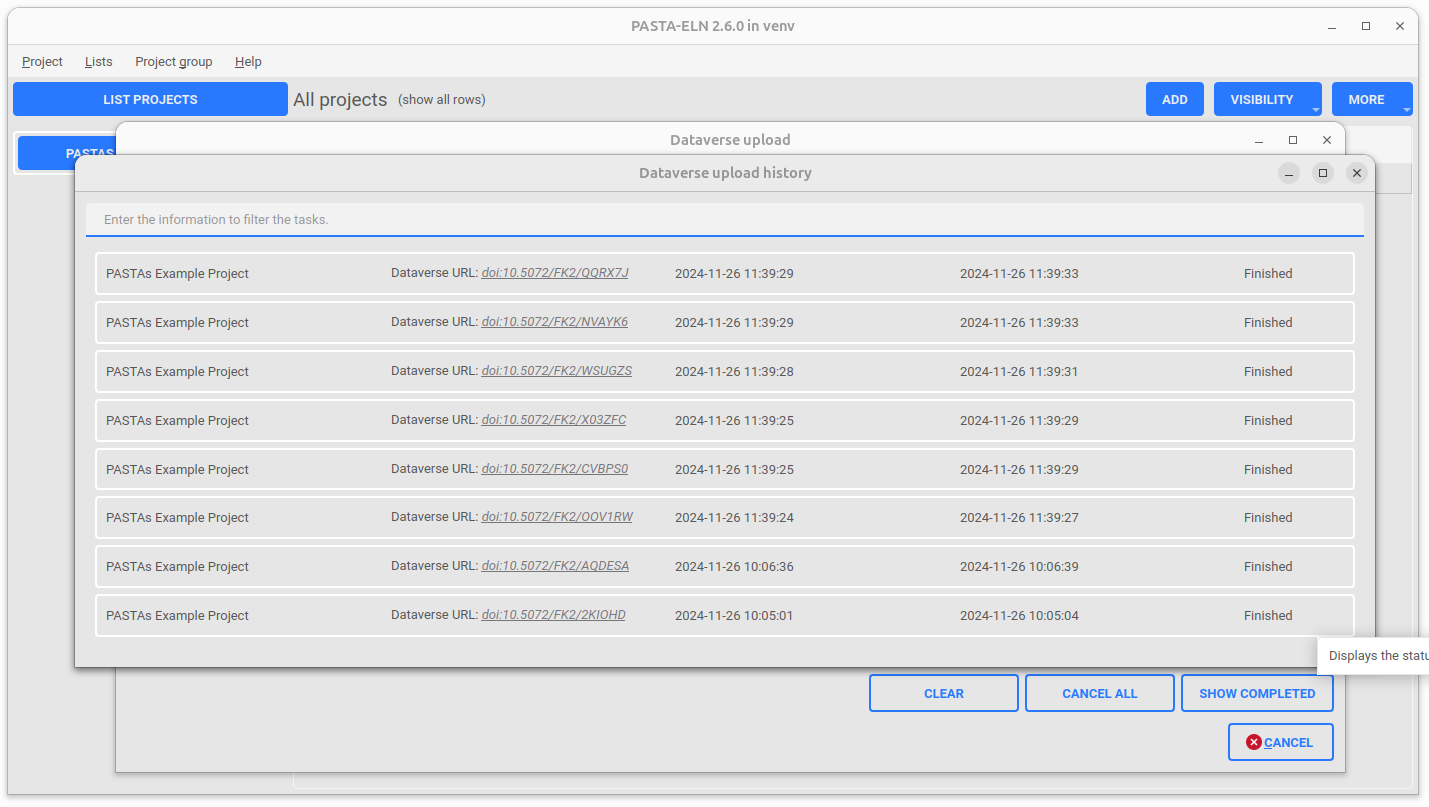 PASTA-ELN 2.6.0 in venv
Project Lists Project group Help
LIST PROJECTS All projects (show all rows) ADD VISIBILITY MORE
PASTAS
Dataverse upload
Dataverse upload history
Enter the information to filter the tasks.
PASTAs Example Project Dataverse URL: doi:10.5072/FK2/QQRX7J 2024-11-26 11:39:29 2024-11-26 11:39:33 Finished
PASTAs Example Project Dataverse URL: doi:10.5072/FK2/NVAYK6 2024-11-26 11:39:29 2024-11-26 11:39:33 Finished
PASTAs Example Project Dataverse URL: doi:10.5072/FK2/WSUGZS 2024-11-26 11:39:28 2024-11-26 11:39:31 Finished
PASTAs Example Project Dataverse URL: doi:10.5072/FK2/X03ZFC 2024-11-26 11:39:25 2024-11-26 11:39:29 Finished
PASTAs Example Project Dataverse URL: doi:10.5072/FK2/CVBPS0 2024-11-26 11:39:25 2024-11-26 11:39:29 Finished
PASTAs Example Project Dataverse URL: doi:10.5072/FK2/OOV1RW 2024-11-26 11:39:24 2024-11-26 11:39:27 Finished
PASTAs Example Project Dataverse URL: doi:10.5072/FK2/AQDESA 2024-11-26 10:06:36 2024-11-26 10:06:39 Finished
PASTAs Example Project Dataverse URL: doi:10.5072/FK2/2KIOHD 2024-11-26 10:05:01 2024-11-26 10:05:04 Finished
Displays the statu
CLEAR CANCEL ALL SHOW COMPLETED
CANCEL